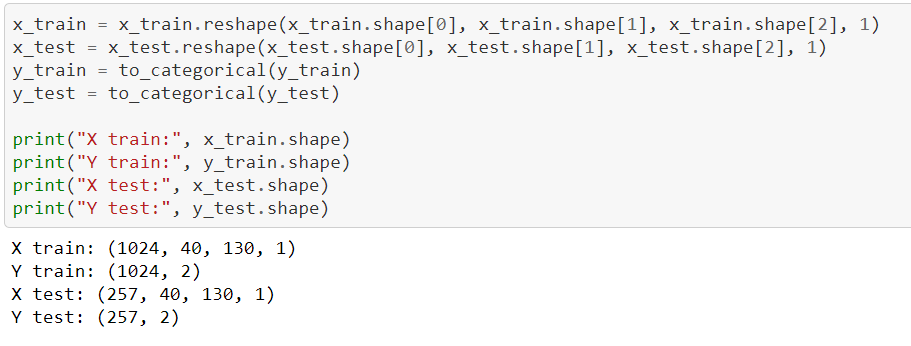 x_train = x_train.reshape(x_train.shape[0], x_train.shape[1], x_train.shape[2], 1)
x_test = x_test.reshape(x_test.shape[0], x_test.shape[1], x_test.shape[2], 1)
y_train = to_categorical(y_train)
y_test = to_categorical(y_test)
print("X train:", x_train.shape)
print("Y train:", y_train.shape)
print("X test:", x_test.shape)
print("Y test:", y_test.shape)
X train: (1024, 40, 130, 1)
Y train: (1024, 2)
X test: (257, 40, 130, 1)
Y test: (257, 2)